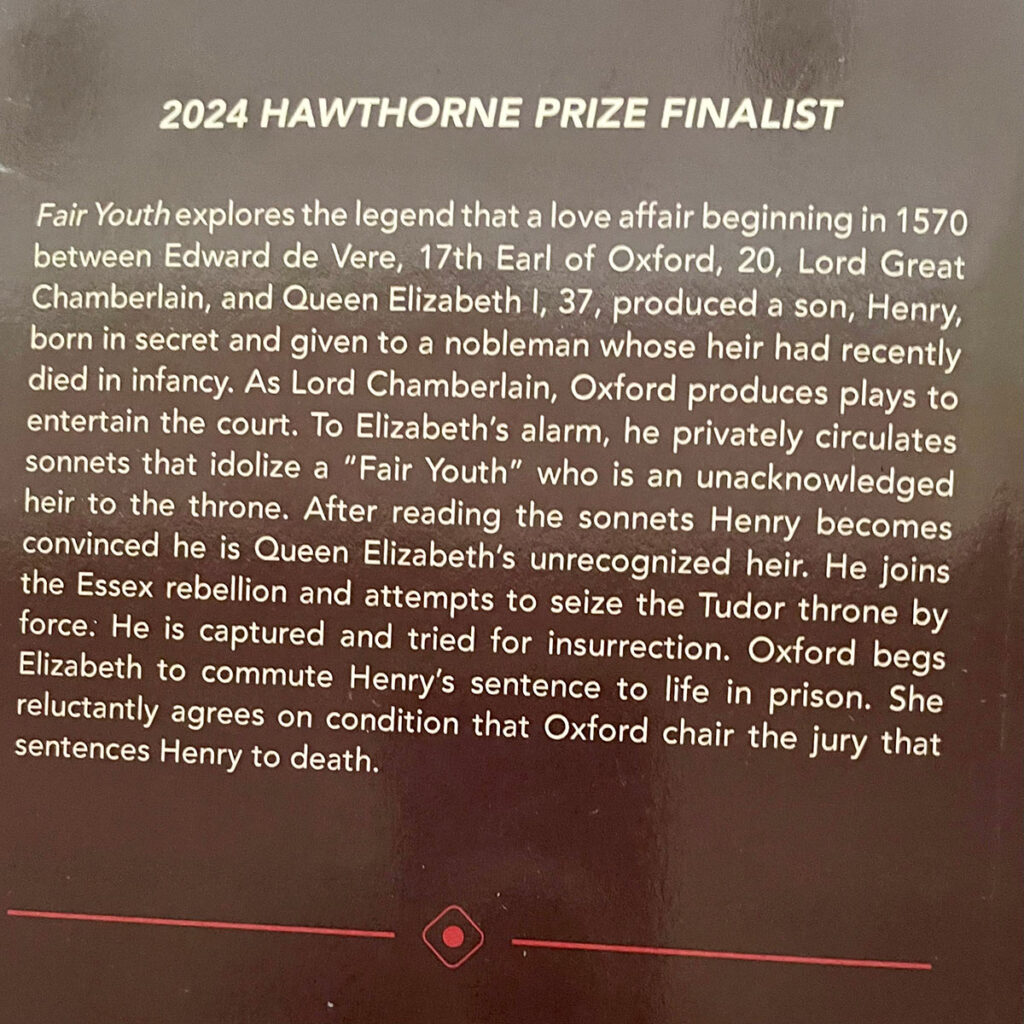 2024 HAWTHORNE PRIZE FINALIST
Fair Youth explores the legend that a love affair beginning in 1570
between Edward de Vere, 17th Earl of Oxford, 20, Lord Great
Chamberlain, and Queen Elizabeth I, 37, produced a son, Henry,
born in secret and given to a nobleman whose heir had recently
died in infancy. As Lord Chamberlain, Oxford produces plays to
entertain the court. To Elizabeth's alarm, he privately circulates
sonnets that idolize a "Fair Youth" who is an unacknowledged
heir to the throne. After reading the sonnets Henry becomes
convinced he is Queen Elizabeth's unrecognized heir. He joins
the Essex rebellion and attempts to seize the Tudor throne by
force. He is captured and tried for insurrection. Oxford begs
Elizabeth to commute Henry's sentence to life in prison. She
reluctantly agrees on condition that Oxford chair the jury that
sentences Henry to death.